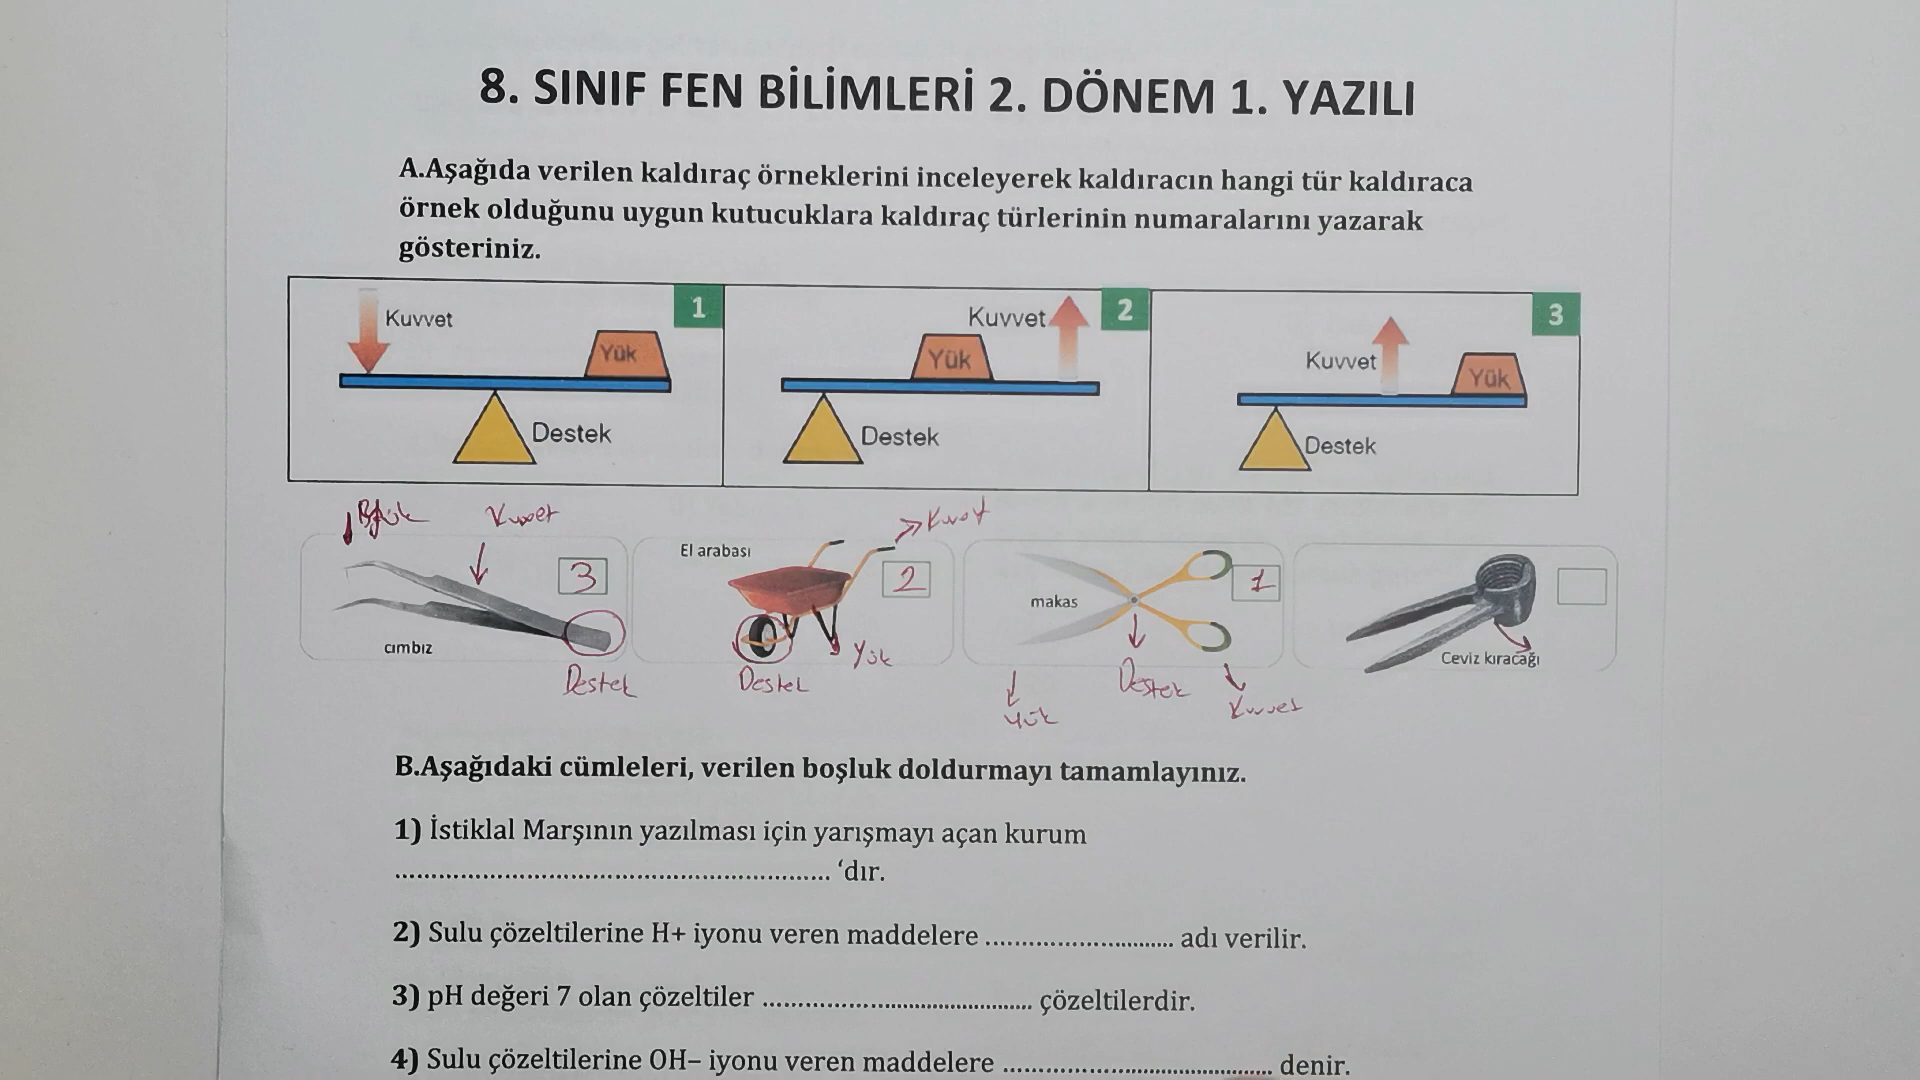 8. SINIF FEN BİLİMLERİ 2. DÖNEM 1. YAZILI
A.Aşağıda verilen kaldıraç örneklerini inceleyerek kaldıracın hangi tür kaldıraca
örnek olduğunu uygun kutucuklara kaldıraç türlerinin numaralarını yazarak
gösteriniz.
1
Kuvvet
Yük
Destek
2
Kuvvet
Yük
Destek
3
Kuvvet
Yük
Destek
Kuvvet
3
cımbız
Destek
El arabası
Kuvvet
2
Yük
Destek
makas
1
Destek
Yük
Kuvvet
Ceviz kıracağı
B.Aşağıdaki cümleleri, verilen boşluk doldurmayı tamamlayınız.
1) İstiklal Marşının yazılması için yarışmayı açan kurum
............................................................ ‘dır.
2) Sulu çözeltilerine H+ iyonu veren maddelere .......................... adı verilir.
3) pH değeri 7 olan çözeltiler ..................................... çözeltilerdir.
4) Sulu çözeltilerine OH– iyonu veren maddelere ..................................... denir.